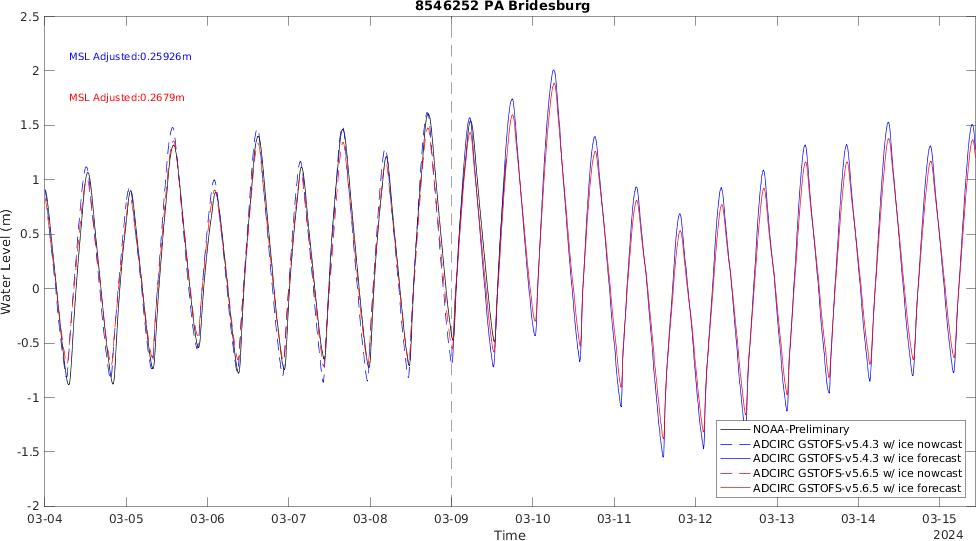 8546252 PA Bridesburg
2.5
MSL Adjusted:0.25926m
2
MSL Adjusted:0.2679m
1.5
1
0.5
0
-0.5
-1
-1.5
-2
Water Level (m)
NOAA-Preliminary
ADCIRC GSTOFS-v5.4.3 w/ ice nowcast
ADCIRC GSTOFS-v5.4.3 w/ ice forecast
ADCIRC GSTOFS-v5.6.5 w/ ice nowcast
ADCIRC GSTOFS-v5.6.5 w/ ice forecast
03-04 03-05 03-06 03-07 03-08 03-09 03-10 03-11 03-12 03-13 03-14 03-15
Time
2024